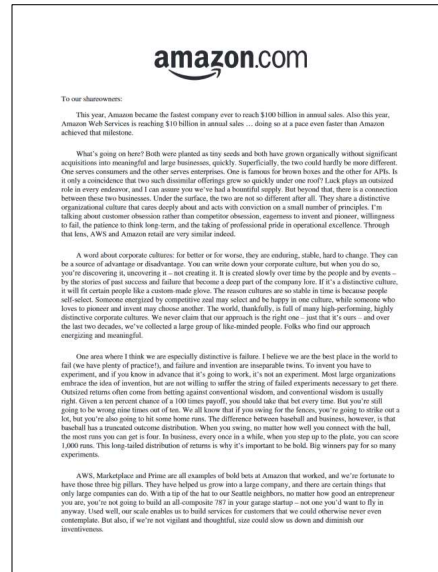 amazon.com
To our shareowners:
This year, Amazon became the fastest company ever to reach $100 billion in annual sales. Also this year,
Amazon Web Services is reaching $10 billion in annual sales … doing so at a pace even faster than Amazon
achieved that milestone.
What's going on here? Both were planted as tiny seeds and both have grown organically without significant
acquisitions into meaningful and large businesses, quickly. Superficially, the two could hardly be more different.
One serves consumers and the other serves enterprises. One is famous for brown boxes and the other for APIs. Is
it only a coincidence that two such dissimilar offerings grew so quickly under one roof? Luck plays an outsized
role in every endeavor, and I can assure you we've had a bountiful supply. But beyond that, there is a connection
between these two businesses. Under the surface, the two are not so different after all. They share a distinctive
organizational culture that cares deeply about and acts with conviction on a small number of principles. I'm
talking about customer obsession rather than competitor obsession, eagerness to invent and pioneer, willingness
to fail, the patience to think long-term, and the taking of professional pride in operational excellence. Through
that lens, AWS and Amazon retail are very similar indeed.
A word about corporate cultures: for better or for worse, they are enduring, stable, hard to change. They can
be a source of advantage or disadvantage. You can write down your corporate culture, but when you do so,
you're discovering it, uncovering it – not creating it. It is created slowly over time by the people and by events –
by the stories of past success and failure that become a deep part of the company lore. If it's a distinctive culture,
it will fit certain people like a custom-made glove. The reason cultures are so stable in time is because people
self-select. Someone energized by competitive zeal may select and be happy in one culture, while someone who
loves to pioneer and invent may choose another. The world, thankfully, is full of many high-performing, highly
distinctive corporate cultures. We never claim that our approach is the right one – just that it's ours – and over
the last two decades, we've collected a large group of like-minded people. Folks who find our approach
energizing and meaningful.
One area where I think we are especially distinctive is failure. I believe we are the best place in the world to
fail (we have plenty of practice!), and failure and invention are inseparable twins. To invent you have to
experiment, and if you know in advance that it's going to work, it's not an experiment. Most large organizations
embrace the idea of invention, but are not willing to suffer the string of failed experiments necessary to get there.
Outsized returns often come from betting against conventional wisdom, and conventional wisdom is usually
right. Given a ten percent chance of a 100 times payoff, you should take that bet every time. But you're still
going to be wrong nine times out of ten. We all know that if you swing for the fences, you're going to strike out a
lot, but you're also going to hit some home runs. The difference between baseball and business, however, is that
baseball has a truncated outcome distribution. When you swing, no matter how well you connect with the ball,
the most runs you can get is four. In business, every once in a while, when you step up to the plate, you can score
1,000 runs. This long-tailed distribution of returns is why it's important to be bold. Big winners pay for so many
experiments.
AWS, Marketplace and Prime are all examples of bold bets at Amazon that worked, and we're fortunate to
have those three big pillars. They have helped us grow into a large company, and there are certain things that
only large companies can do. With a tip of the hat to our Seattle neighbors, no matter how good an entrepreneur
you are, you're not going to build an all-composite 787 in your garage startup – not one you'd want to fly in
anyway. Used well, our scale enables us to build services for customers that we could otherwise never even
contemplate. But also, if we're not vigilant and thoughtful, size could slow us down and diminish our
inventiveness.